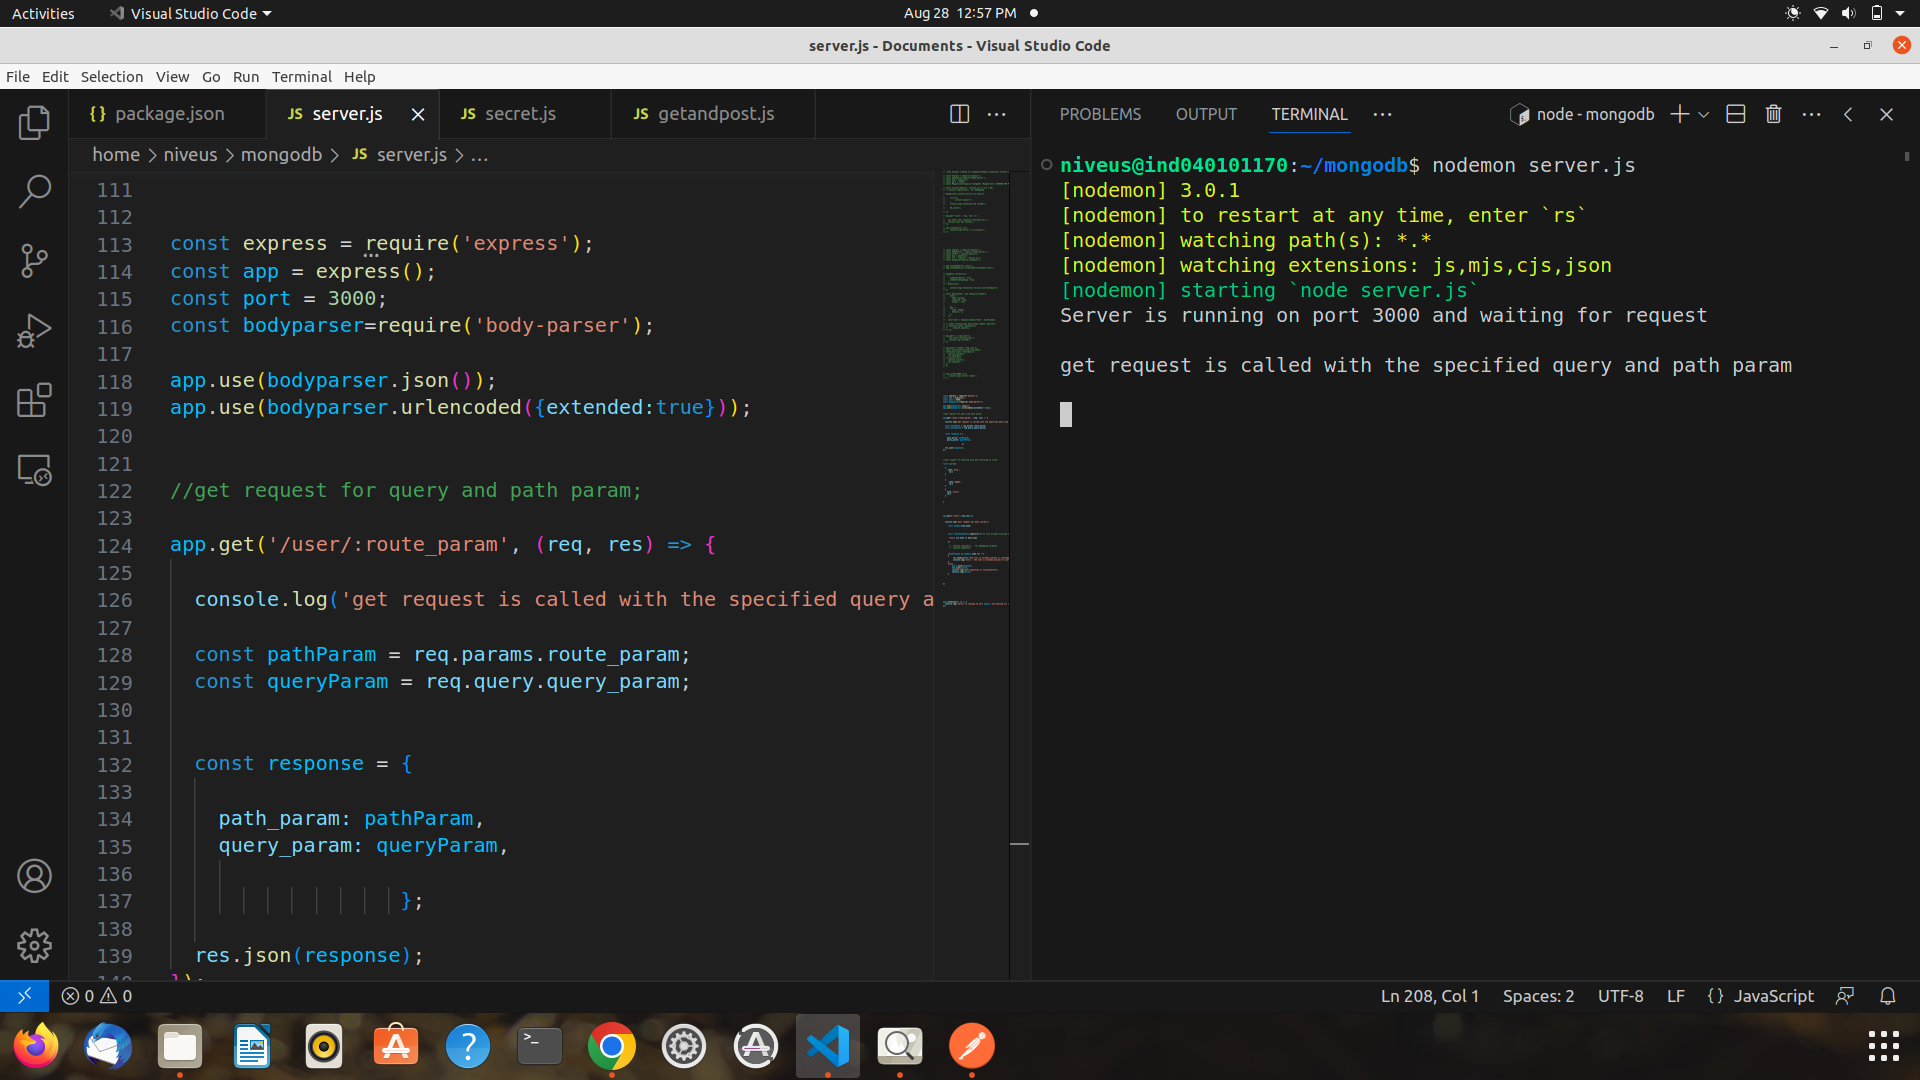 Activities
Visual Studio Code
Aug 28 12:57 PM
server.js - Documents - Visual Studio Code
File Edit Selection View Go Run Terminal Help
{} package.json
JS server.js
JS secret.js
JS getandpost.js
home > niveus > mongodb > JS server.js > ...
111
112
113 const express = require('express');
114 const app = express();
115 const port = 3000;
116 const bodyparser=require('body-parser');
117
118 app.use(bodyparser.json());
119 app.use(bodyparser.urlencoded({extended:true}));
120
121
122 //get request for query and path param;
123
124 app.get('/user/:route_param', (req, res) => {
125
126 console.log('get request is called with the specified query a
127
128 const pathParam = req.params.route_param;
129 const queryParam = req.query.query_param;
130
131
132 const response = {
133
134 path_param: pathParam,
135 query_param: queryParam,
136
137 };
138
139 res.json(response);
140 });
PROBLEMS OUTPUT TERMINAL ...
node - mongodb
niveus@ind040101170:~/mongodb$ nodemon server.js
[nodemon] 3.0.1
[nodemon] to restart at any time, enter `rs`
[nodemon] watching path(s): *.*
[nodemon] watching extensions: js,mjs,cjs,json
[nodemon] starting `node server.js`
Server is running on port 3000 and waiting for request
get request is called with the specified query and path param
0 0
Ln 208, Col 1 Spaces: 2 UTF-8 LF {} JavaScript